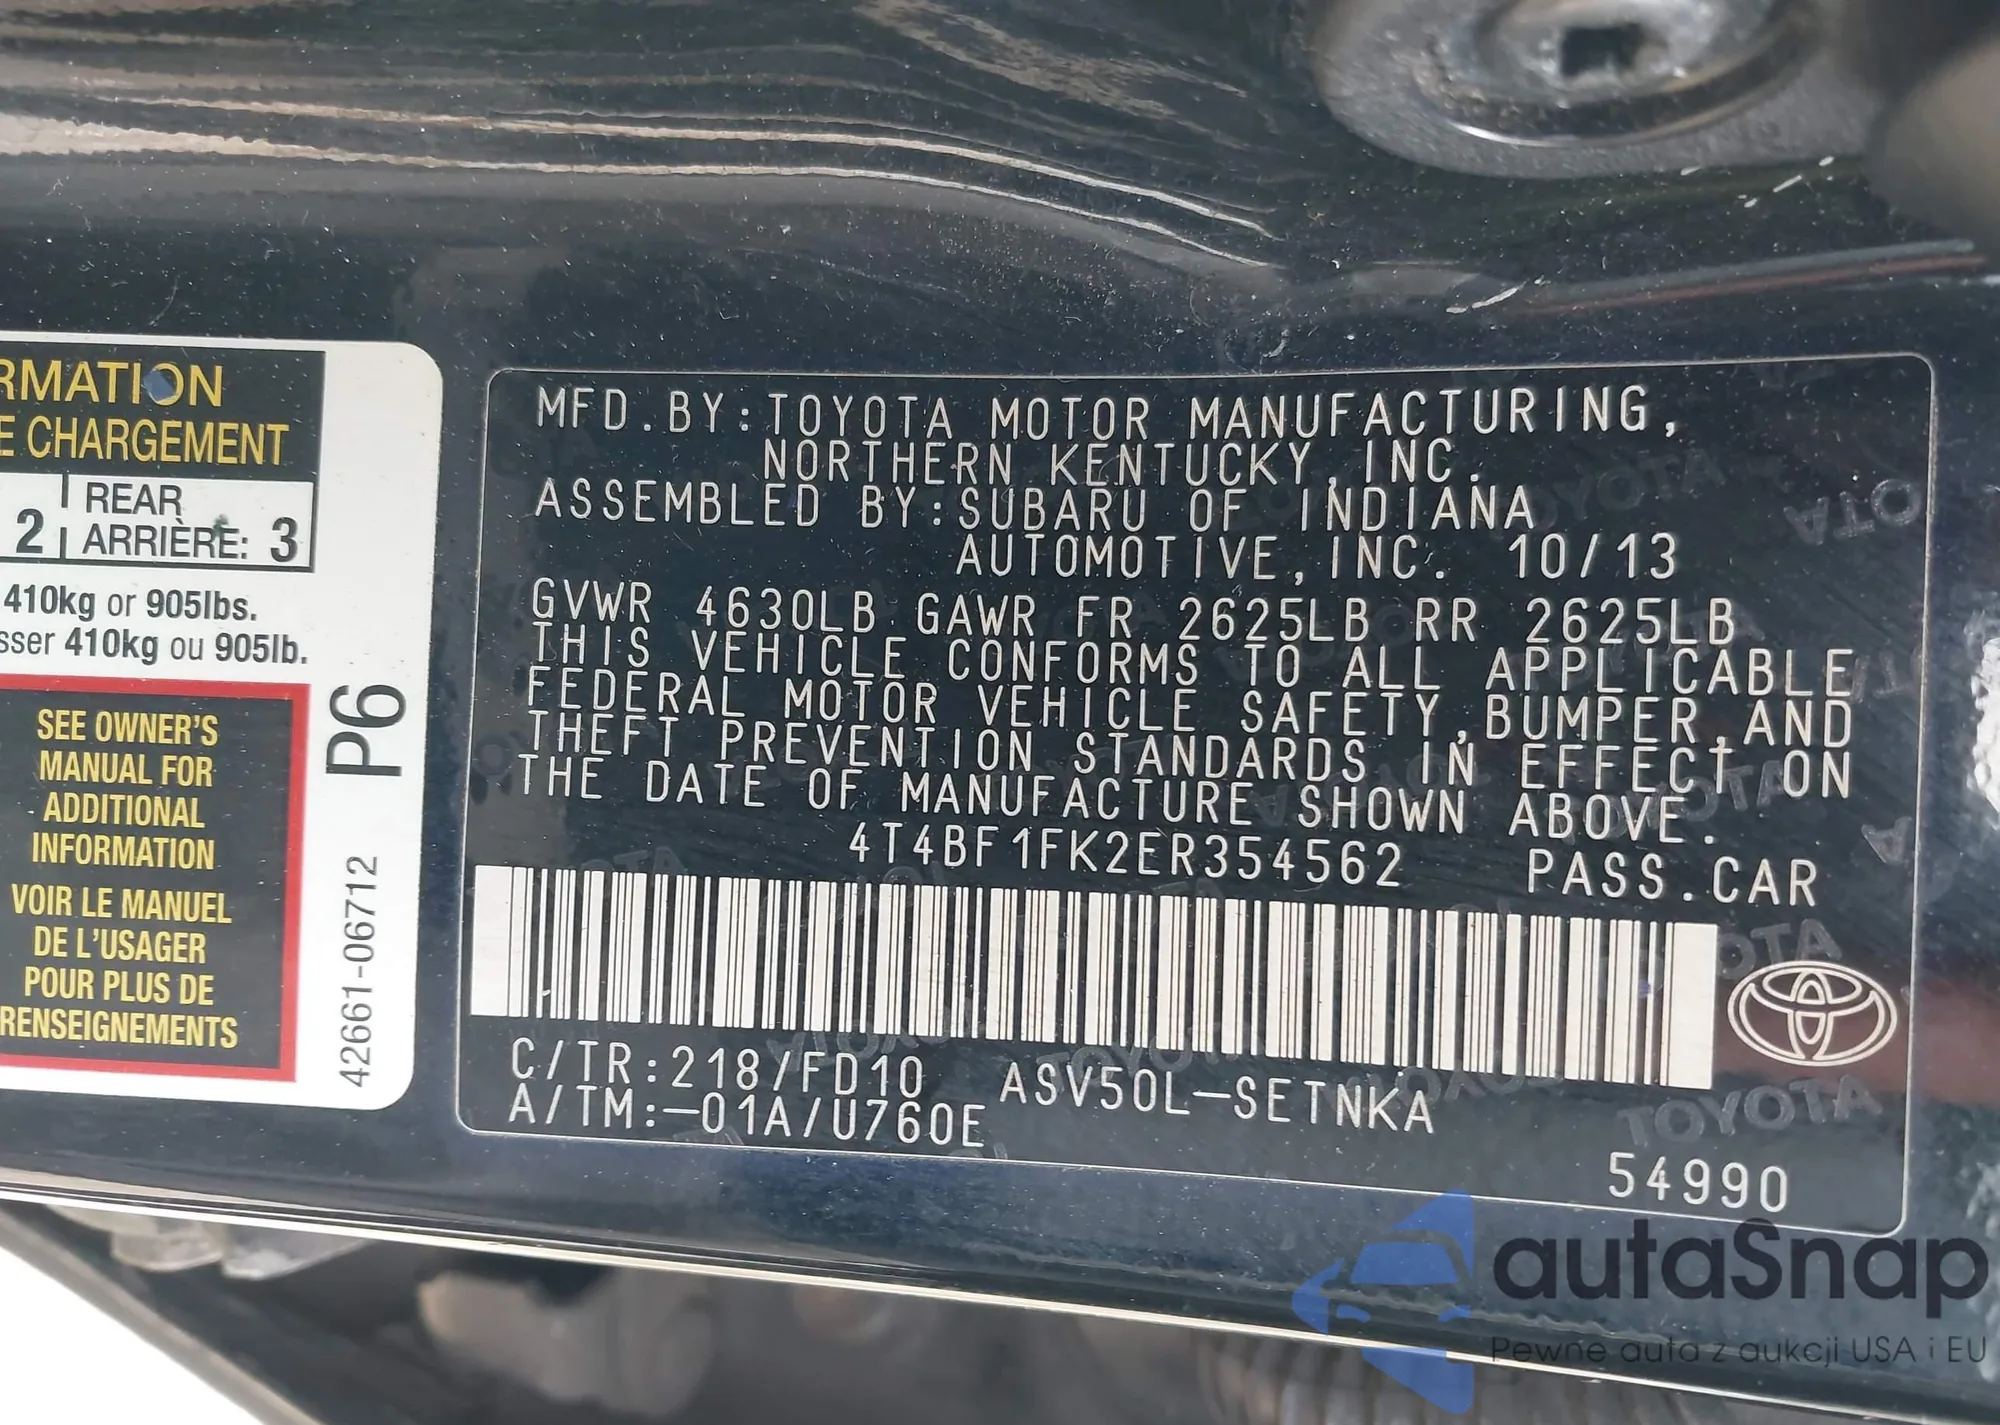 RMATION
E CHARGEMENT
REAR
2 ARRIÈRE: 3
410kg or 905lbs.
sser 410kg ou 905lb.
SEE OWNER'S
MANUAL FOR
ADDITIONAL
INFORMATION
VOIR LE MANUEL
DE L'USAGER
POUR PLUS DE
RENSEIGNEMENTS
P6
42661-06712
MFD.BY:TOYOTA MOTOR MANUFACTURING,
NORTHERN KENTUCKY,INC.
ASSEMBLED BY:SUBARU OF INDIANA
AUTOMOTIVE,INC. 10/13
GVWR 4630LB GAWR FR 2625LB RR 2625LB
THIS VEHICLE CONFORMS TO ALL APPLICABLE
FEDERAL MOTOR VEHICLE SAFETY,BUMPER,AND
THEFT PREVENTION STANDARDS IN EFFECT ON
THE DATE OF MANUFACTURE SHOWN ABOVE.
4T4BF1FK2ER354562 PASS.CAR
C/TR:218/FD10 ASV50L-SETNKA
A/TM:-01A/U760E
TOYOTA
54990
autaSnap
Pewne auta z aukcji USA i EU